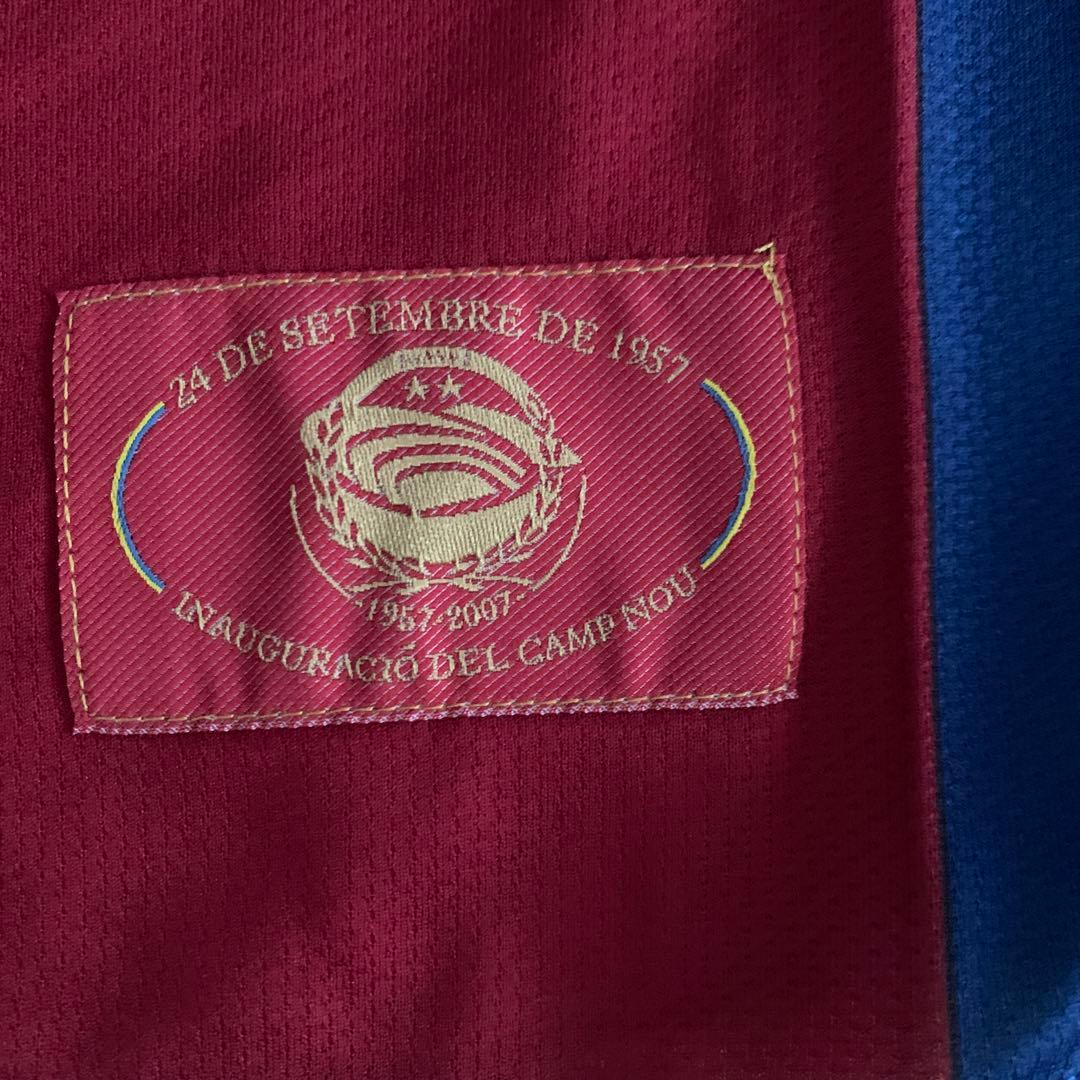 24 DE SETEMBRE DE 1957
-1957-2007-
INAUGURACIÓ DEL CAMP NOU